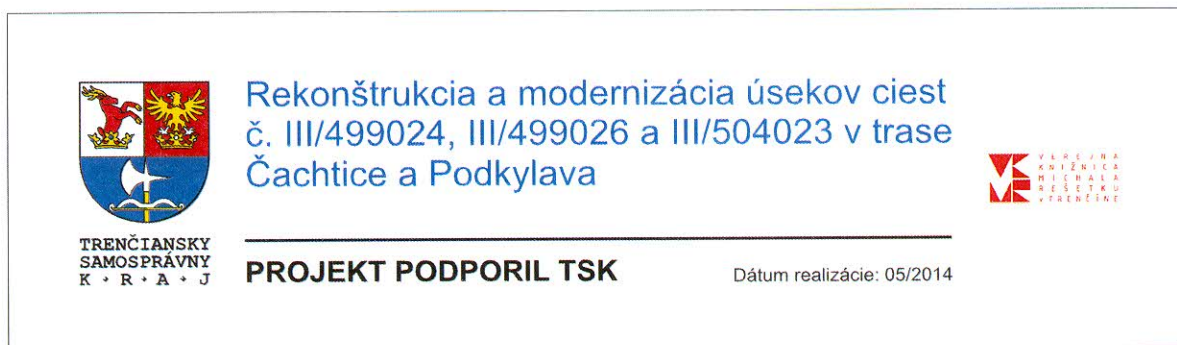 Rekonštrukcia a modernizácia úsekov ciest
č. III/499024, III/499026 a III/504023 v trase
Čachtice a Podkylava
VEREJNÁ
KNIŽNICA
MICHALA
REŠETKU
V TRENČÍNE
TRENČIANSKY
SAMOSPRÁVNY
K • R • A • J
PROJEKT PODPORIL TSK
Dátum realizácie: 05/2014